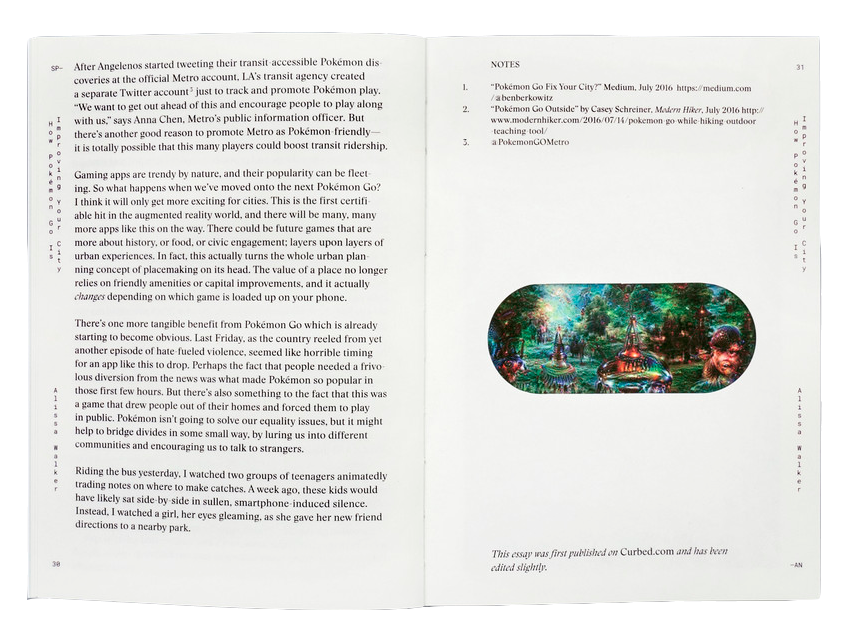 SP–
After Angelenos started tweeting their transit-accessible Pokémon dis-
coveries at the official Metro account, LA's transit agency created
a separate Twitter account³ just to track and promote Pokémon play.
"We want to get out ahead of this and encourage people to play along
with us," says Anna Chen, Metro's public information officer. But
there's another good reason to promote Metro as Pokémon-friendly—
it is totally possible that this many players could boost transit ridership.
Gaming apps are trendy by nature, and their popularity can be fleet-
ing. So what happens when we've moved onto the next Pokémon Go?
I think it will only get more exciting for cities. This is the first certifi-
able hit in the augmented reality world, and there will be many, many
more apps like this on the way. There could be future games that are
more about history, or food, or civic engagement; layers upon layers of
urban experiences. In fact, this actually turns the whole urban plan-
ning concept of placemaking on its head. The value of a place no longer
relies on friendly amenities or capital improvements, and it actually
changes depending on which game is loaded up on your phone.
There's one more tangible benefit from Pokémon Go which is already
starting to become obvious. Last Friday, as the country reeled from yet
another episode of hate-fueled violence, seemed like horrible timing
for an app like this to drop. Perhaps the fact that people needed a frivo-
lous diversion from the news was what made Pokémon so popular in
those first few hours. But there's also something to the fact that this was
a game that drew people out of their homes and forced them to play
in public. Pokémon isn't going to solve our equality issues, but it might
help to bridge divides in some small way, by luring us into different
communities and encouraging us to talk to strangers.
Riding the bus yesterday, I watched two groups of teenagers animatedly
trading notes on where to make catches. A week ago, these kids would
have likely sat side-by-side in sullen, smartphone-induced silence.
Instead, I watched a girl, her eyes gleaming, as she gave her new friend
directions to a nearby park.
How Pokémon Go Is
Improving Your City
Alissa Walker
30
NOTES
31
1. "Pokémon Go Fix Your City?" Medium, July 2016 https://medium.com
/@benberkowitz
2. "Pokémon Go Outside" by Casey Schreiner, Modern Hiker, July 2016 http://
www.modernhiker.com/2016/07/14/pokemon-go-while-hiking-outdoor
-teaching-tool/
3. @PokemonGOMetro
How Pokémon Go Is
Improving Your City
Alissa Walker
This essay was first published on Curbed.com and has been
edited slightly.
–AN